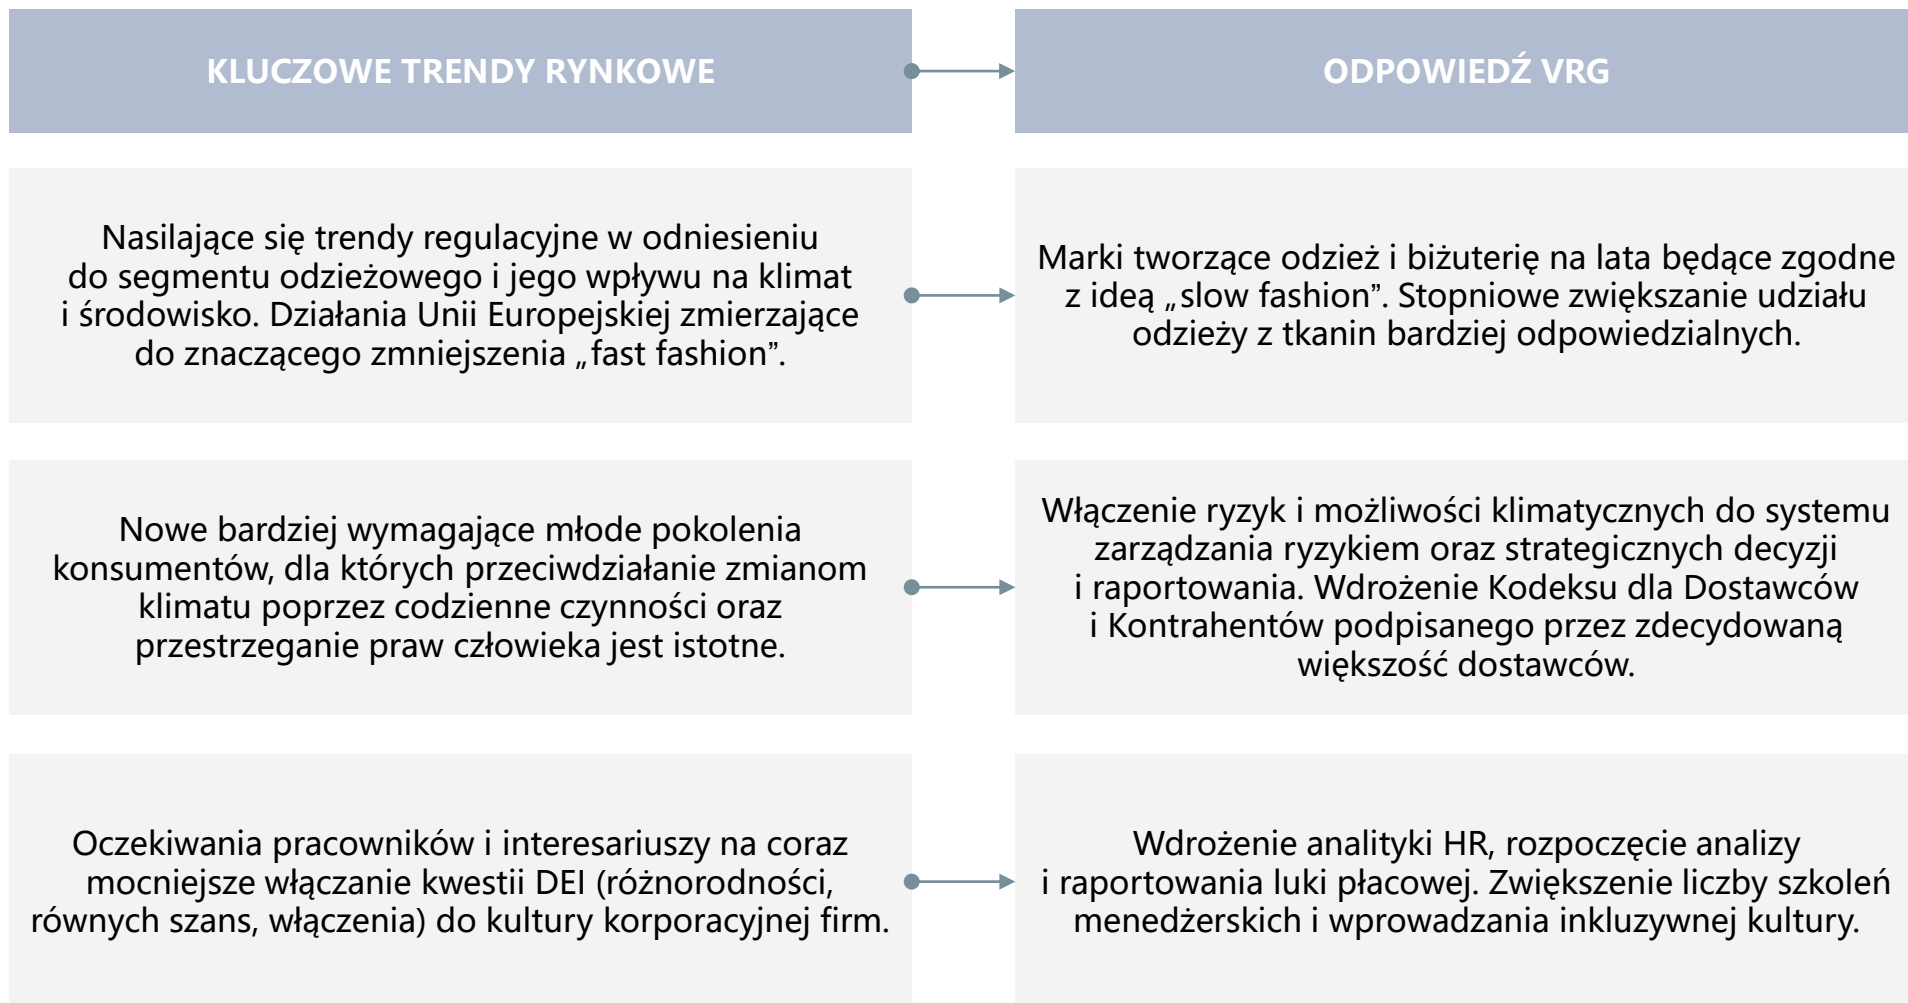 KLUCZOWE TRENDY RYNKOWE
ODPOWIEDŹ VRG
Nasilające się trendy regulacyjne w odniesieniu
do segmentu odzieżowego i jego wpływu na klimat
i środowisko. Działania Unii Europejskiej zmierzające
do znaczącego zmniejszenia „fast fashion”.
Marki tworzące odzież i biżuterię na lata będące zgodne
z ideą „slow fashion”. Stopniowe zwiększanie udziału
odzieży z tkanin bardziej odpowiedzialnych.
Nowe bardziej wymagające młode pokolenia
konsumentów, dla których przeciwdziałanie zmianom
klimatu poprzez codzienne czynności oraz
przestrzeganie praw człowieka jest istotne.
Włączenie ryzyk i możliwości klimatycznych do systemu
zarządzania ryzykiem oraz strategicznych decyzji
i raportowania. Wdrożenie Kodeksu dla Dostawców
i Kontrahentów podpisanego przez zdecydowaną
większość dostawców.
Oczekiwania pracowników i interesariuszy na coraz
mocniejsze włączanie kwestii DEI (różnorodności,
równych szans, włączenia) do kultury korporacyjnej firm.
Wdrożenie analityki HR, rozpoczęcie analizy
i raportowania luki płacowej. Zwiększenie liczby szkoleń
menedżerskich i wprowadzania inkluzywnej kultury.